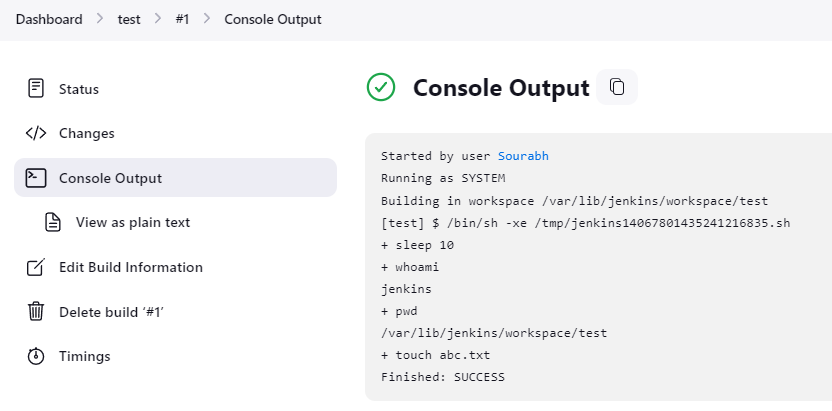 Dashboard > test > #1 > Console Output
Status
Changes
Console Output
View as plain text
Edit Build Information
Delete build ‘#1’
Timings
Console Output
Started by user Sourabh
Running as SYSTEM
Building in workspace /var/lib/jenkins/workspace/test
[test] $ /bin/sh -xe /tmp/jenkins14067801435241216835.sh
+ sleep 10
+ whoami
jenkins
+ pwd
/var/lib/jenkins/workspace/test
+ touch abc.txt
Finished: SUCCESS